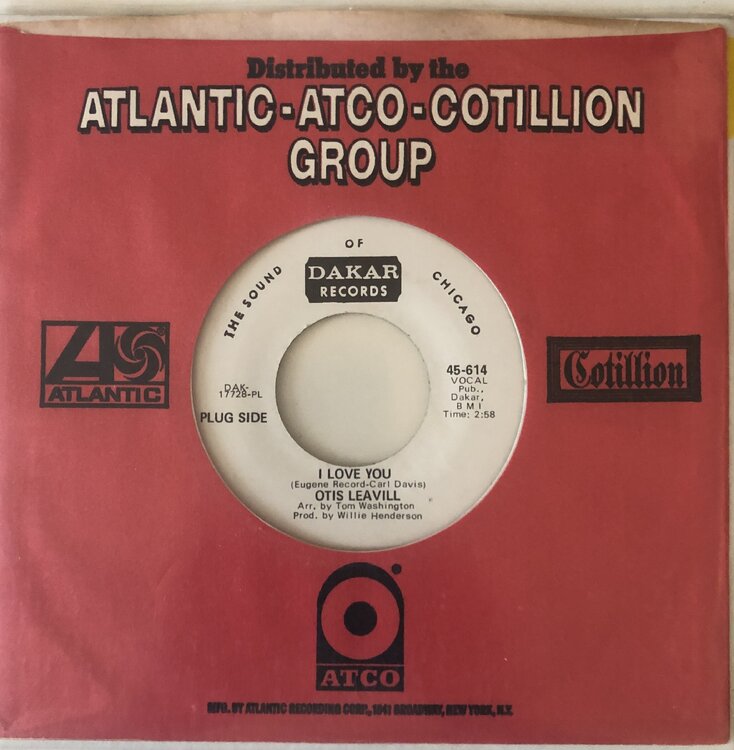 Distributed by the
ATLANTIC-ATCO-COTILLION
GROUP
THE SOUND OF CHICAGO
DAKAR
RECORDS
ATLANTIC
Cotillion
DAK-
17728-PL
PLUG SIDE
45-614
VOCAL
Pub.,
Dakar,
B M I
Time: 2:58
I LOVE YOU
(Eugene Record-Carl Davis)
OTIS LEAVILL
Arr. by Tom Washington
Prod. by Willie Henderson
ATCO
MFG. BY ATLANTIC RECORDING CORP., 1841 BROADWAY, NEW YORK, N.Y.